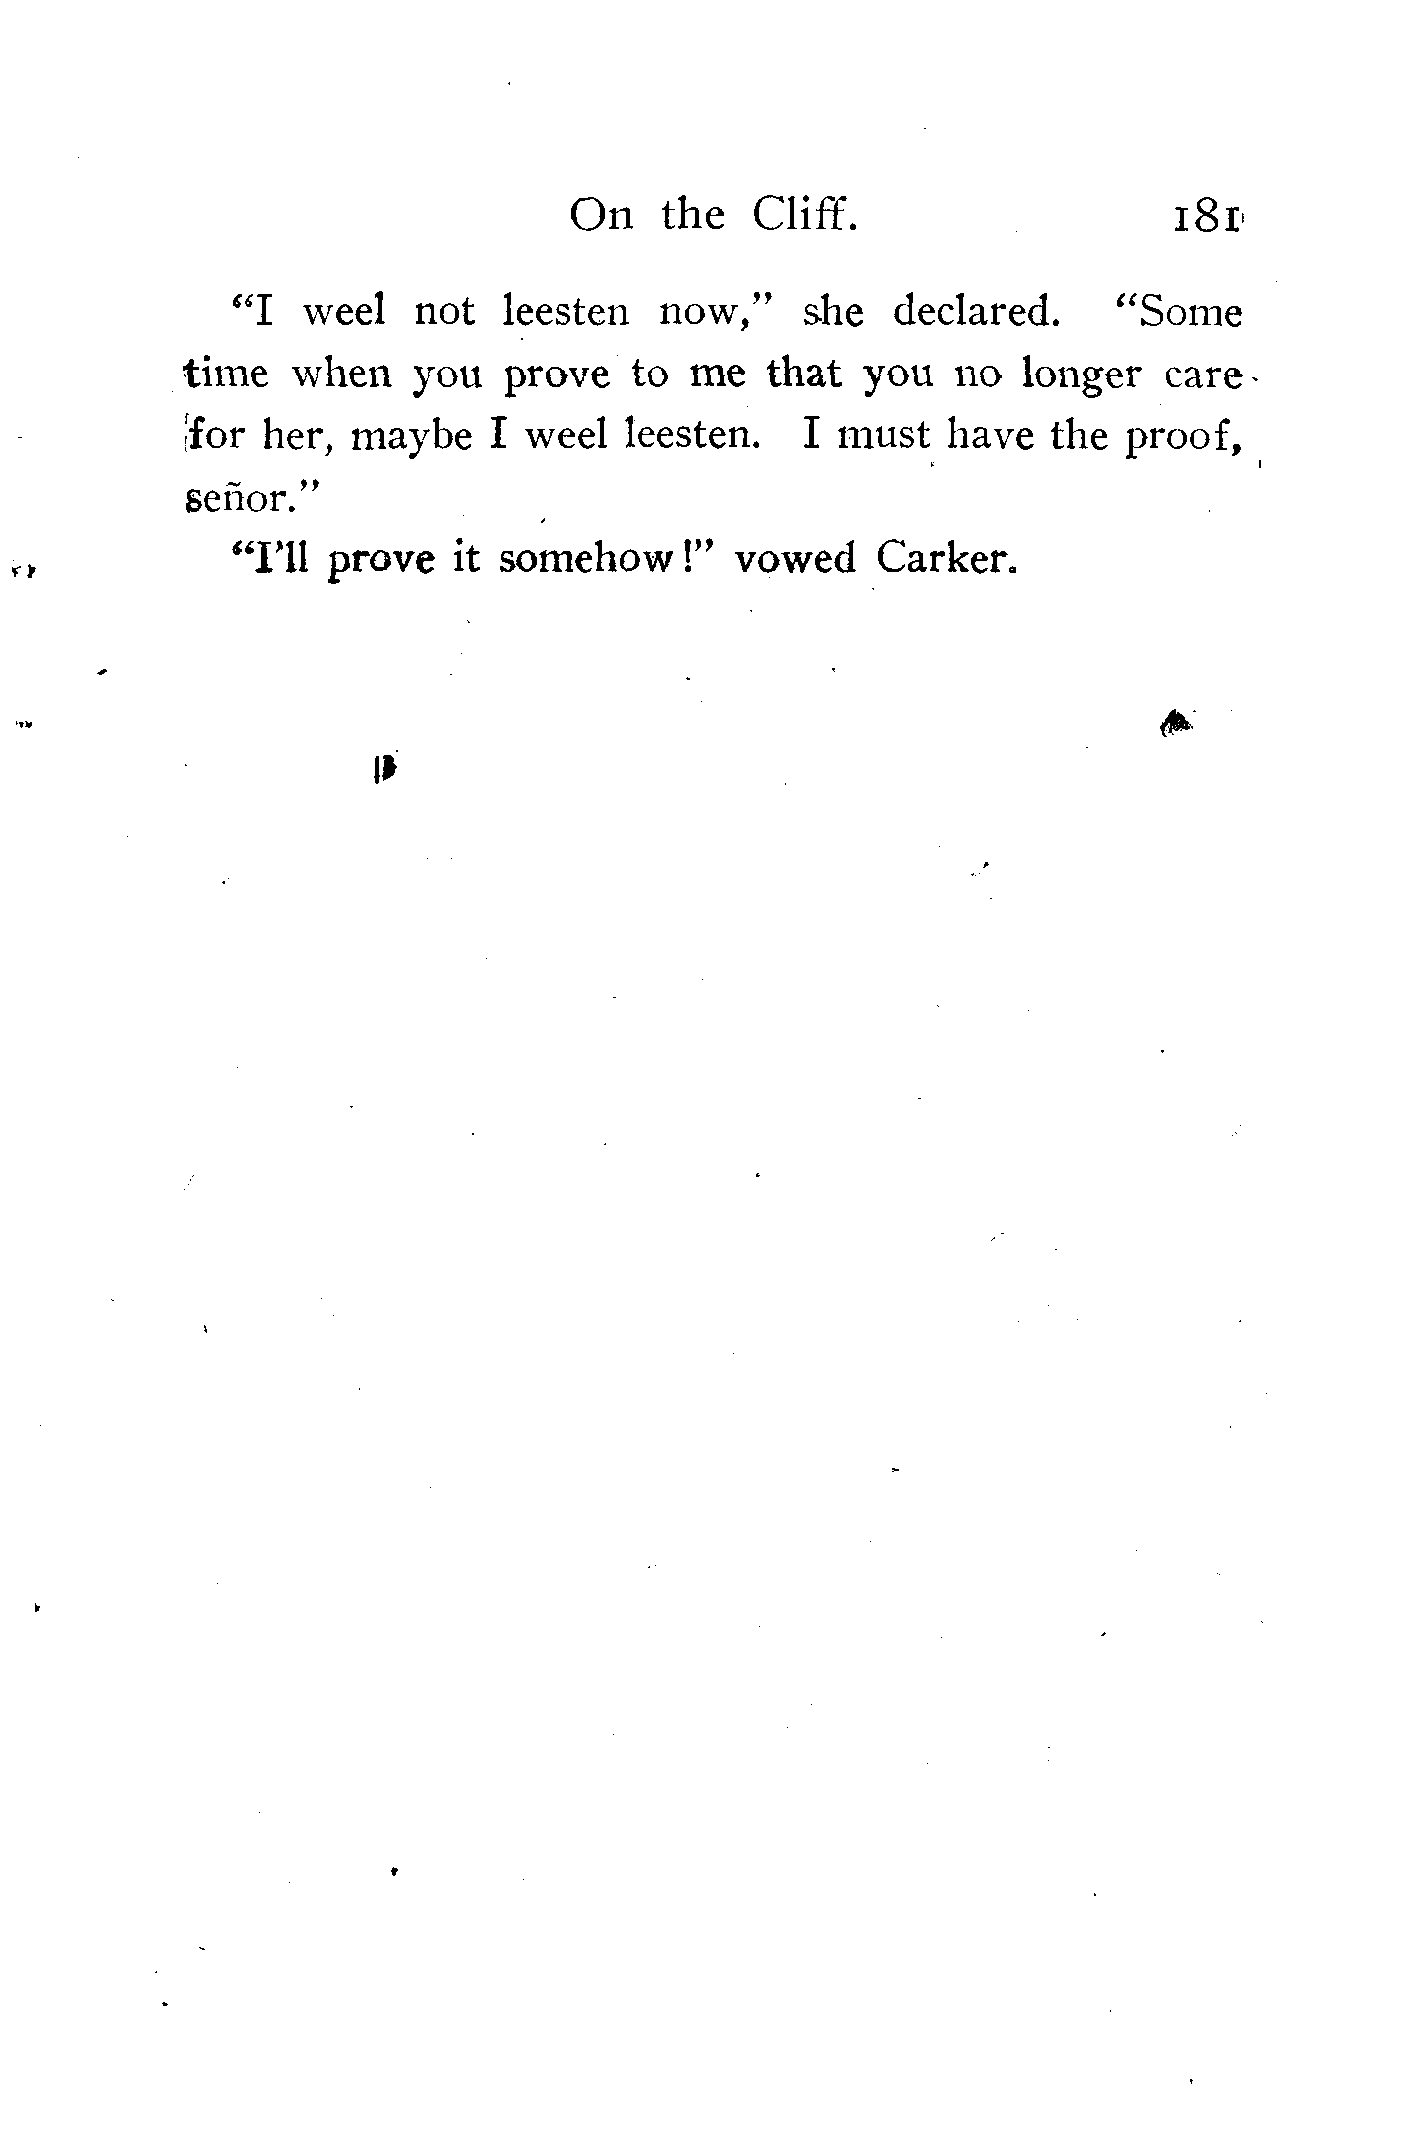 On the Cliff. 181
“I weel not leesten now,” she declared. “Some
time when you prove to me that you no longer care
for her, maybe I weel leesten. I must have the proof,
señor.”
“I’ll prove it somehow!” vowed Carker.